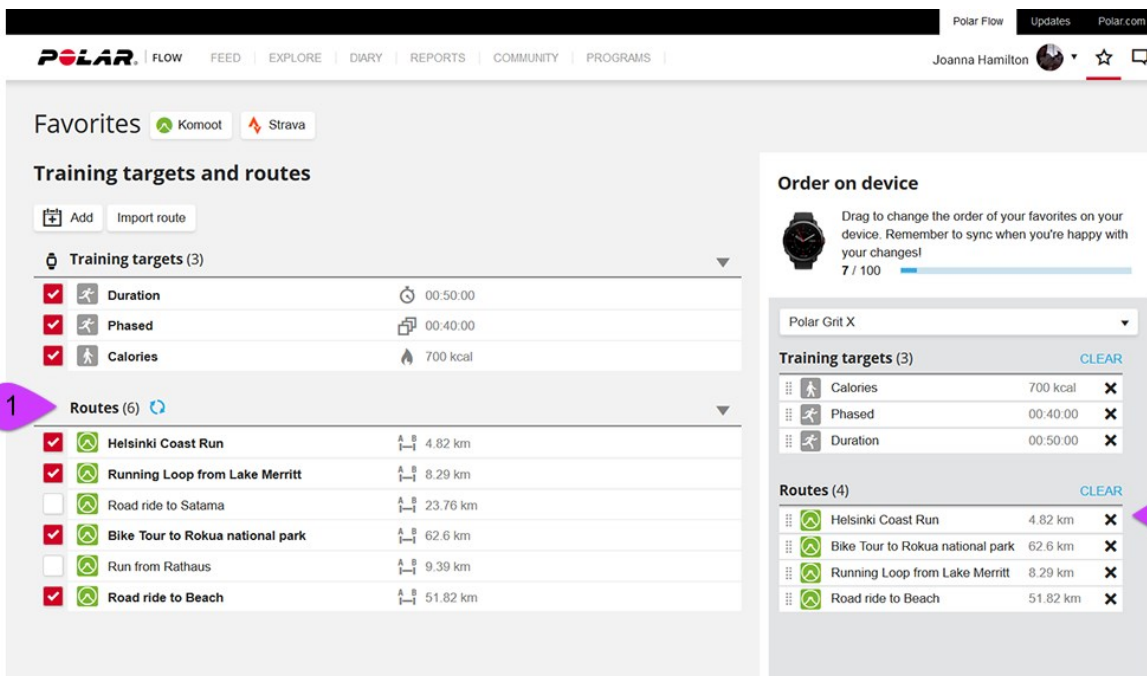 Polar Flow Updates Polar.com
POLAR. FLOW FEED EXPLORE DIARY REPORTS COMMUNITY PROGRAMS Joanna Hamilton
Favorites Komoot Strava
Training targets and routes
Add Import route
Training targets (3)
Duration 00:50:00
Phased 00:40:00
Calories 700 kcal
1
Routes (6)
Helsinki Coast Run A B 4.82 km
Running Loop from Lake Merritt A B 8.29 km
Road ride to Satama A B 23.76 km
Bike Tour to Rokua national park A B 62.6 km
Run from Rathaus A B 9.39 km
Road ride to Beach A B 51.82 km
Order on device
Drag to change the order of your favorites on your
device. Remember to sync when you're happy with
your changes!
7 / 100
Polar Grit X
Training targets (3) CLEAR
Calories 700 kcal
Phased 00:40:00
Duration 00:50:00
Routes (4) CLEAR
Helsinki Coast Run 4.82 km
Bike Tour to Rokua national park 62.6 km
Running Loop from Lake Merritt 8.29 km
Road ride to Beach 51.82 km